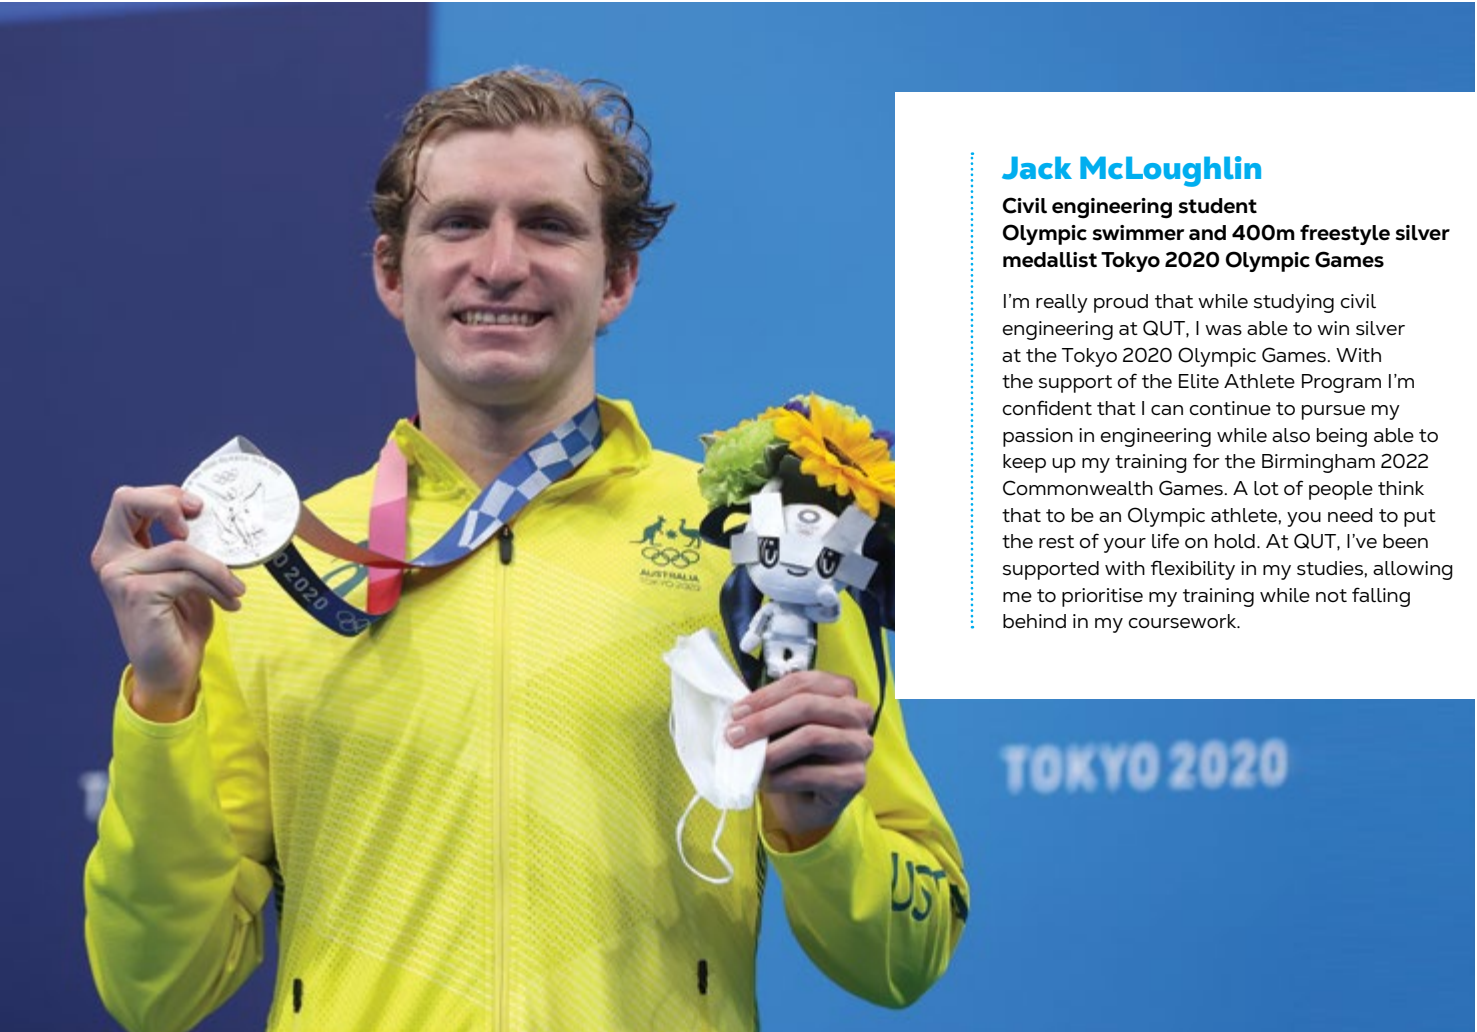 Jack McLoughlin
Civil engineering student
Olympic swimmer and 400m freestyle silver
medallist Tokyo 2020 Olympic Games
I’m really proud that while studying civil
engineering at QUT, I was able to win silver
at the Tokyo 2020 Olympic Games. With
the support of the Elite Athlete Program I’m
confident that I can continue to pursue my
passion in engineering while also being able to
keep up my training for the Birmingham 2022
Commonwealth Games. A lot of people think
that to be an Olympic athlete, you need to put
the rest of your life on hold. At QUT, I’ve been
supported with flexibility in my studies, allowing
me to prioritise my training while not falling
behind in my coursework.
O 2020
AUSTRALIA
TOKYO 2020
TOKYO 2020
UST